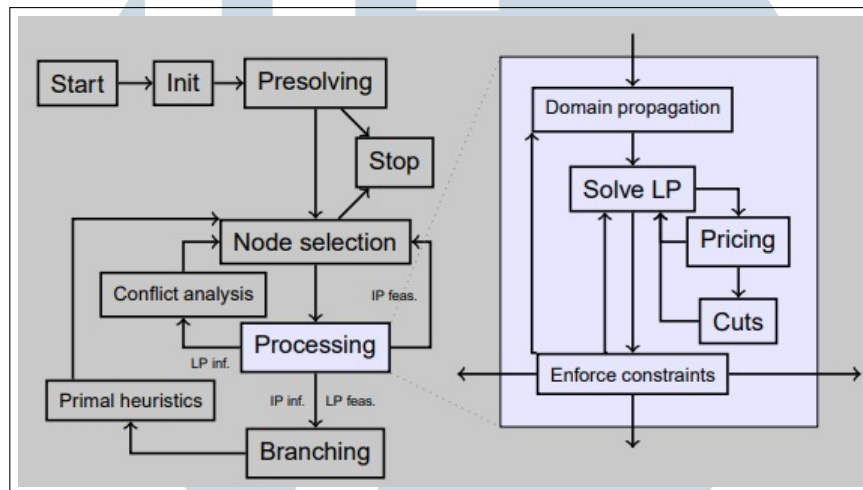 Start
Init
Presolving
Stop
Node selection
Conflict analysis
IP feas.
Processing
LP inf.
Primal heuristics
IP inf.
LP feas.
Branching
Domain propagation
Solve LP
Pricing
Cuts
Enforce constraints